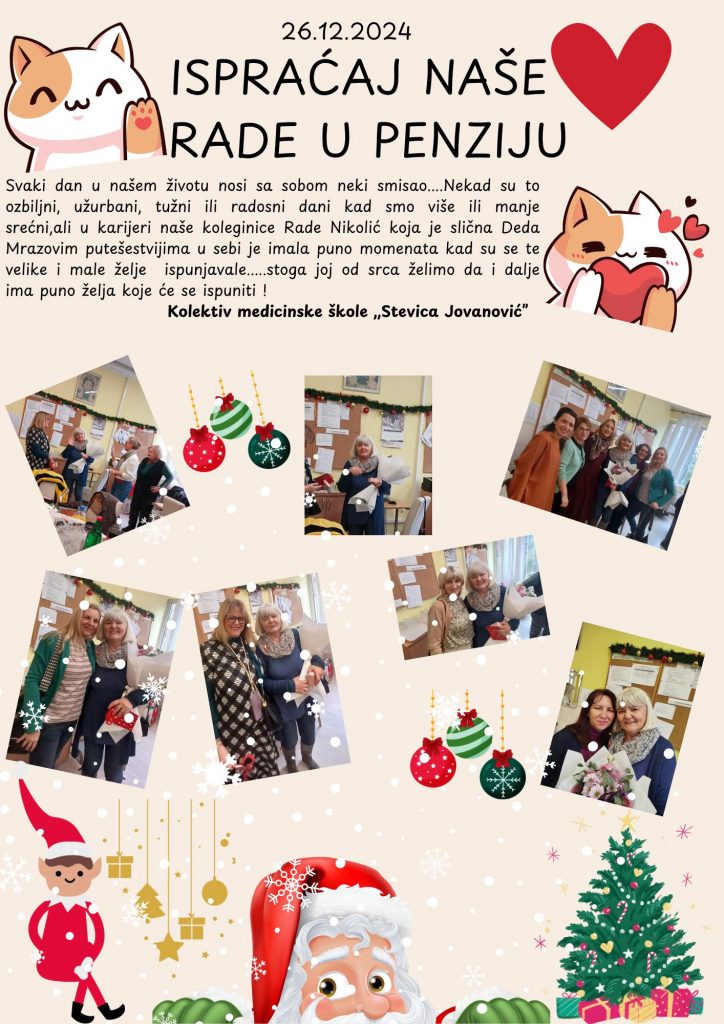 26.12.2024
ISPRAĆAJ NAŠE
RADE U PENZIJU
Svaki dan u našem životu nosi sa sobom neki smisao....Nekad su to
ozbiljni, užurbani, tužni ili radosni dani kad smo više ili manje
srećni,ali u karijeri naše koleginice Rade Nikolić koja je slična Deda
Mrazovim putešestvijima u sebi je imala puno momenata kad su se te
velike i male želje ispunjavale.....stoga joj od srca želimo da i dalje
ima puno želja koje će se ispuniti !
Kolektiv medicinske škole ,,Stevica Jovanović”